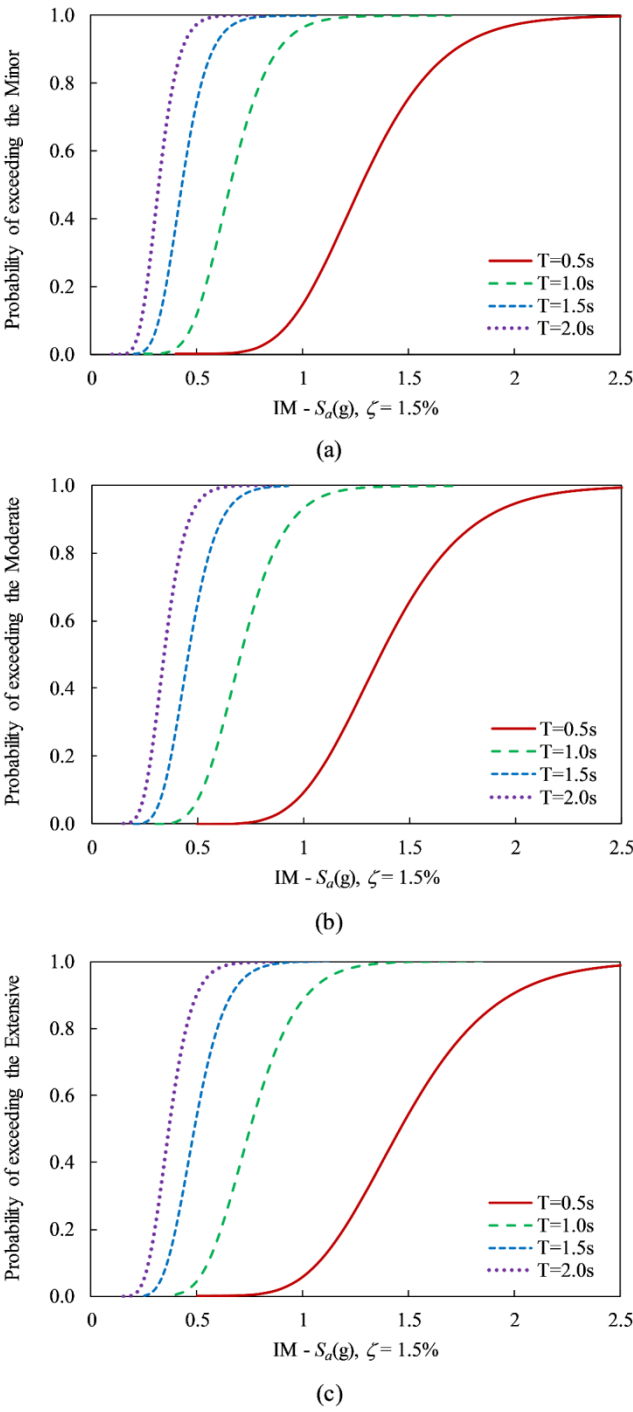 Probability of exceeding the Minor
1.0
0.8
0.6
0.4
0.2
0.0
T=0.5s
T=1.0s
T=1.5s
T=2.0s
0 0.5 1 1.5 2 2.5
IM - Sa(g), ζ = 1.5%
(a)
Probability of exceeding the Moderate
1.0
0.8
0.6
0.4
0.2
0.0
T=0.5s
T=1.0s
T=1.5s
T=2.0s
0 0.5 1 1.5 2 2.5
IM - Sa(g), ζ = 1.5%
(b)
Probability of exceeding the Extensive
1.0
0.8
0.6
0.4
0.2
0.0
T=0.5s
T=1.0s
T=1.5s
T=2.0s
0 0.5 1 1.5 2 2.5
IM - Sa(g), ζ = 1.5%
(c)